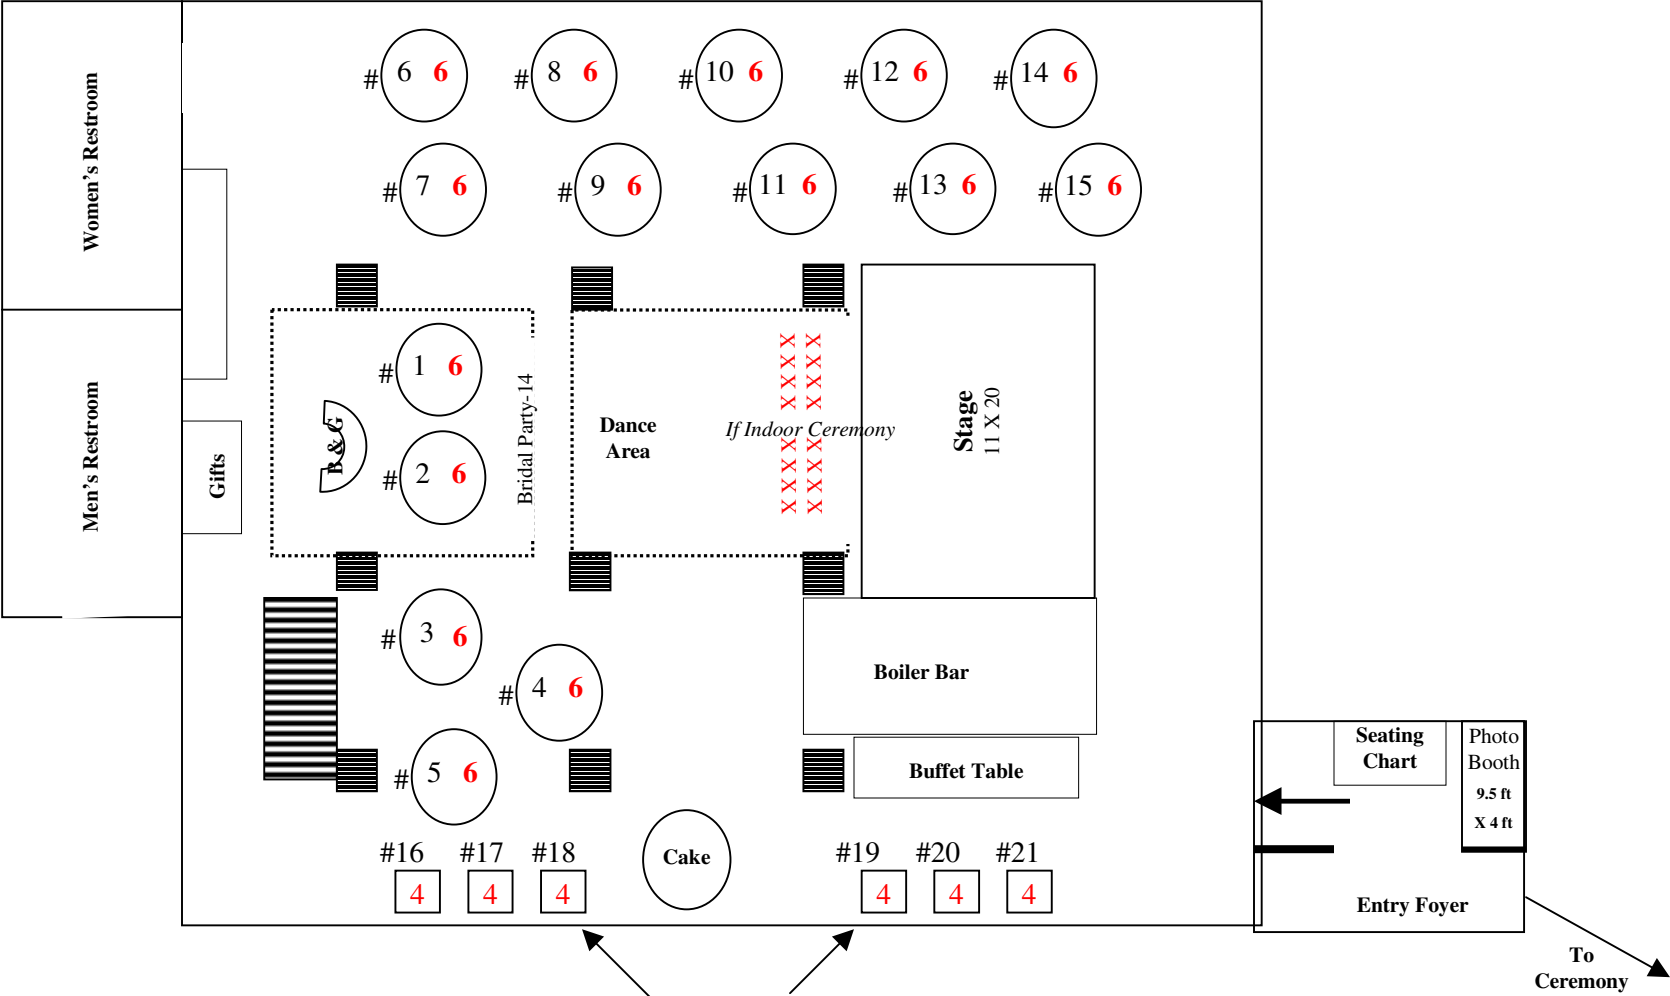 Women's Restroom
Men's Restroom
Gifts
# 6 6
# 8 6
# 10 6
# 12 6
# 14 6
# 7 6
# 9 6
# 11 6
# 13 6
# 15 6
# 1 6
# 2 6
B & G
Bridal Party-14
Dance
Area
X X X X
X X X X
If Indoor Ceremony
X X X X
X X X X
Stage
11 X 20
# 3 6
# 4 6
# 5 6
Boiler Bar
Buffet Table
#16 #17 #18
4 4 4
Cake
#19 #20 #21
4 4 4
Seating
Chart
Photo
Booth
9.5 ft
X 4 ft
Entry Foyer
To
Ceremony